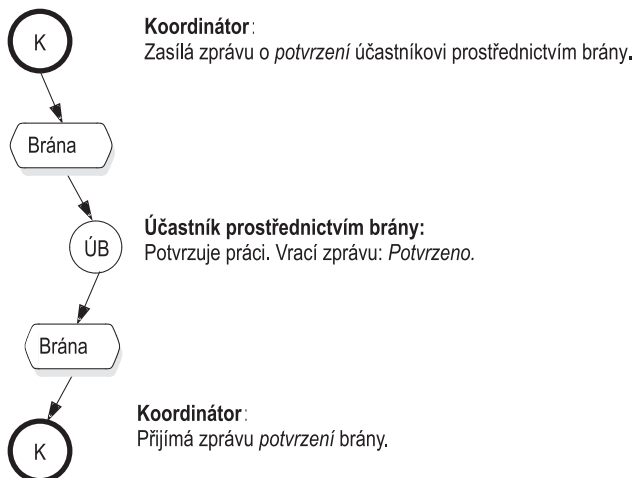 K
Koordinátor:
Zasílá zprávu o potvrzení účastníkovi prostřednictvím brány.
Brána
ÚB
Účastník prostřednictvím brány:
Potvrzuje práci. Vrací zprávu: Potvrzeno.
Brána
K
Koordinátor:
Přijímá zprávu potvrzení brány.